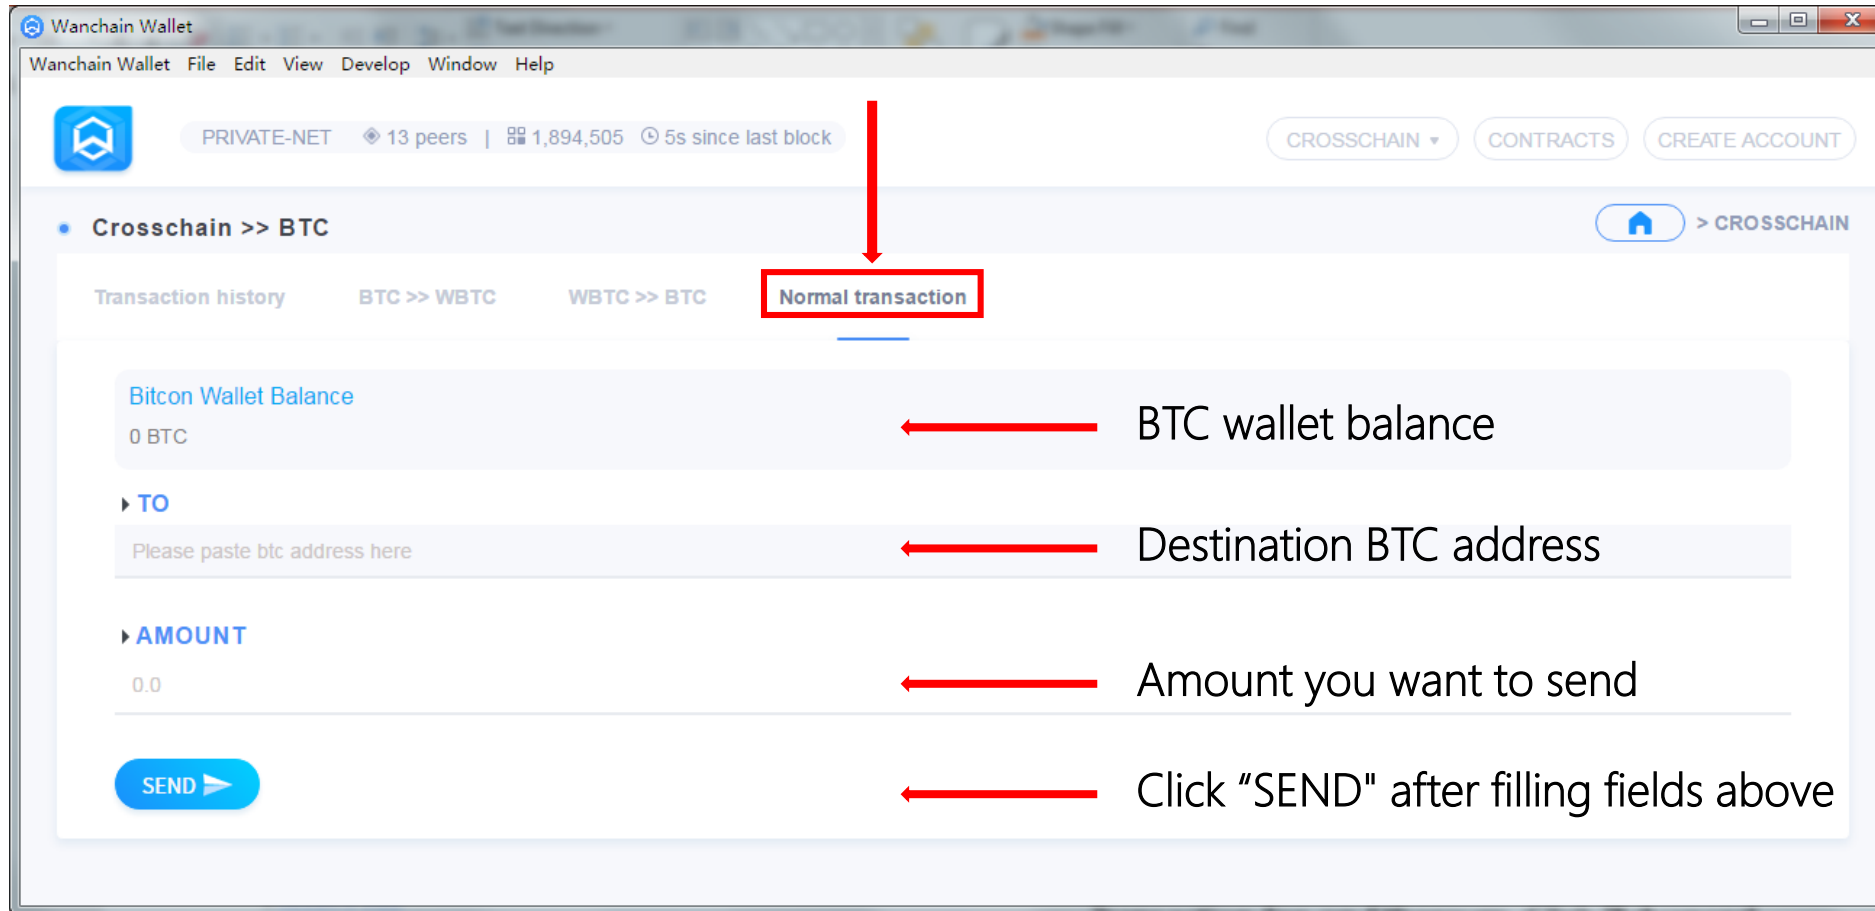 Wanchain Wallet
Wanchain Wallet File Edit View Develop Window Help
PRIVATE-NET 13 peers | 1,894,505 5s since last block CROSSCHAIN ▾ CONTRACTS CREATE ACCOUNT
Crosschain >> BTC > CROSSCHAIN
Transaction history BTC >> WBTC WBTC >> BTC Normal transaction
Bitcon Wallet Balance
0 BTC
BTC wallet balance
TO
Please paste btc address here
Destination BTC address
AMOUNT
0.0
Amount you want to send
SEND
Click “SEND" after filling fields above